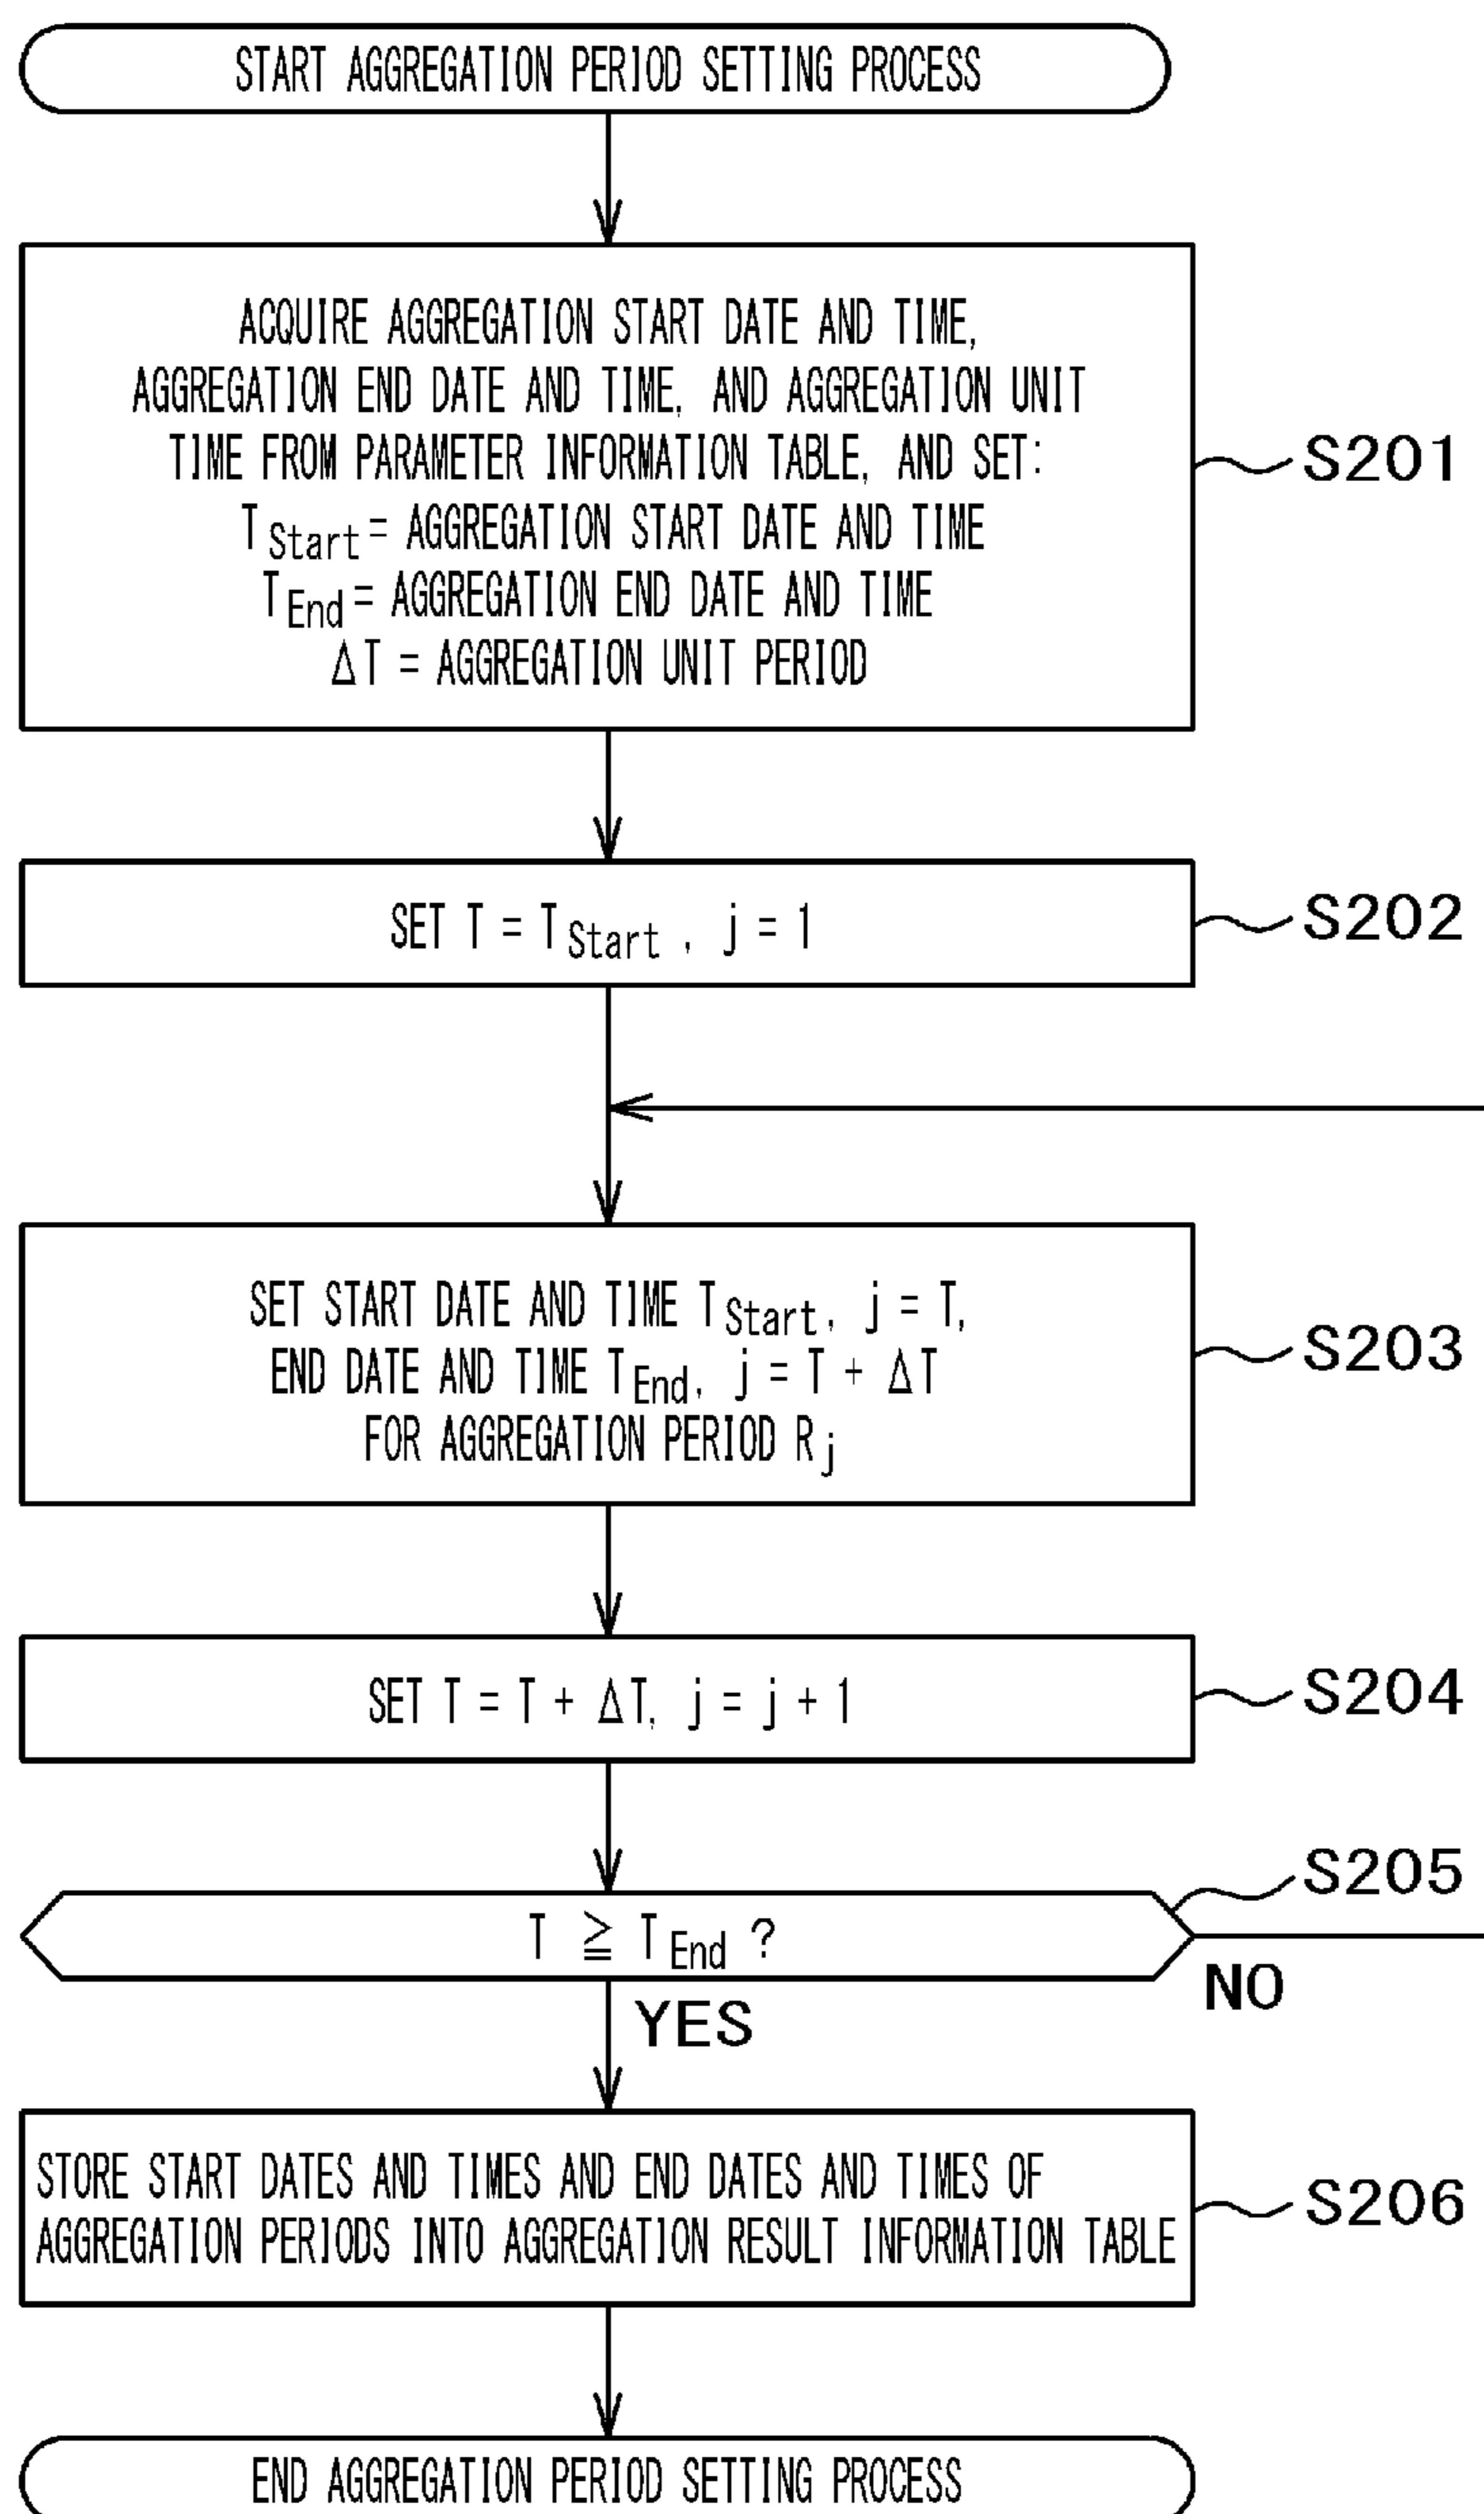 START AGGREGATION PERIOD SETTING PROCESS
ACQUIRE AGGREGATION START DATE AND TIME,
AGGREGATION END DATE AND TIME, AND AGGREGATION UNIT
TIME FROM PARAMETER INFORMATION TABLE, AND SET:
T Start = AGGREGATION START DATE AND TIME
T End = AGGREGATION END DATE AND TIME
ΔT = AGGREGATION UNIT PERIOD
S201
SET T = T Start , j = 1
S202
SET START DATE AND TIME T Start, j = T,
END DATE AND TIME T End, j = T + ΔT
FOR AGGREGATION PERIOD R j
S203
SET T = T + ΔT, j = j + 1
S204
S205
T ≧ T End ?
NO
YES
STORE START DATES AND TIMES AND END DATES AND TIMES OF
AGGREGATION PERIODS INTO AGGREGATION RESULT INFORMATION TABLE
S206
END AGGREGATION PERIOD SETTING PROCESS